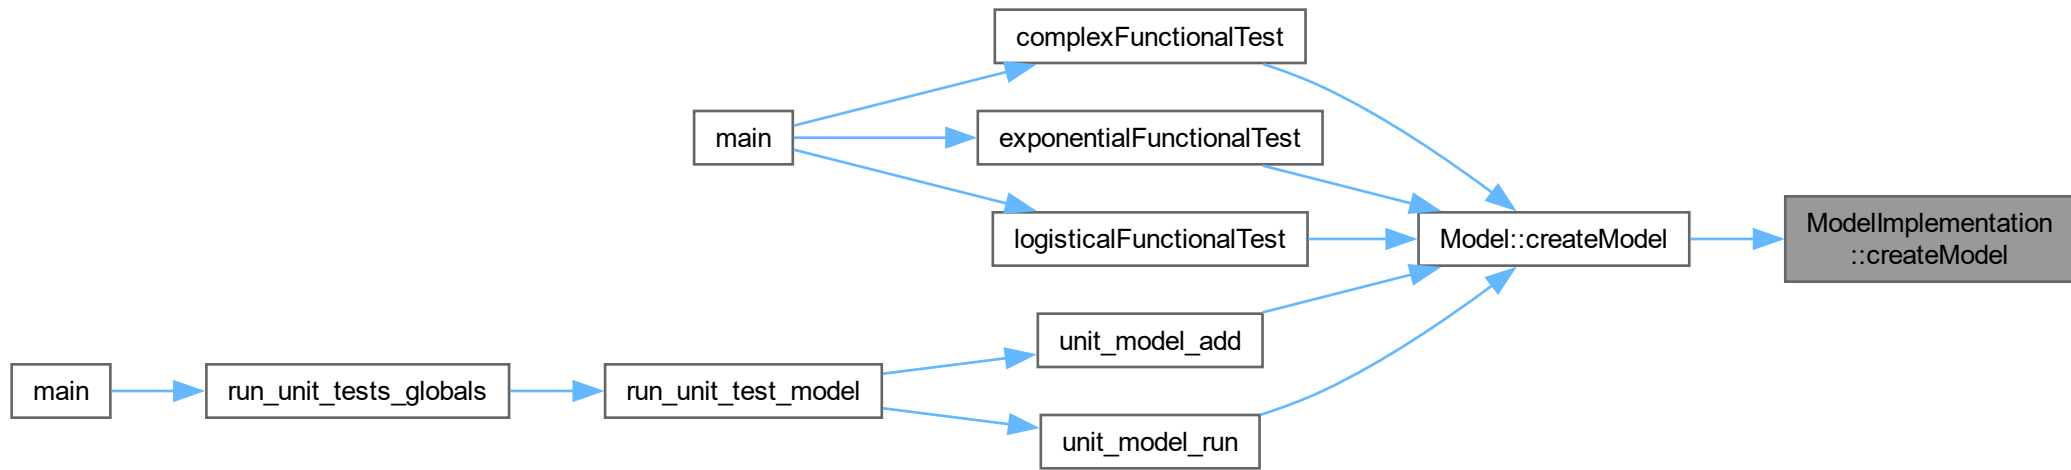 complexFunctionalTest
main
exponentialFunctionalTest
logisticalFunctionalTest
Model::createModel
ModelImplementation
::createModel
unit_model_add
main
run_unit_tests_globals
run_unit_test_model
unit_model_run